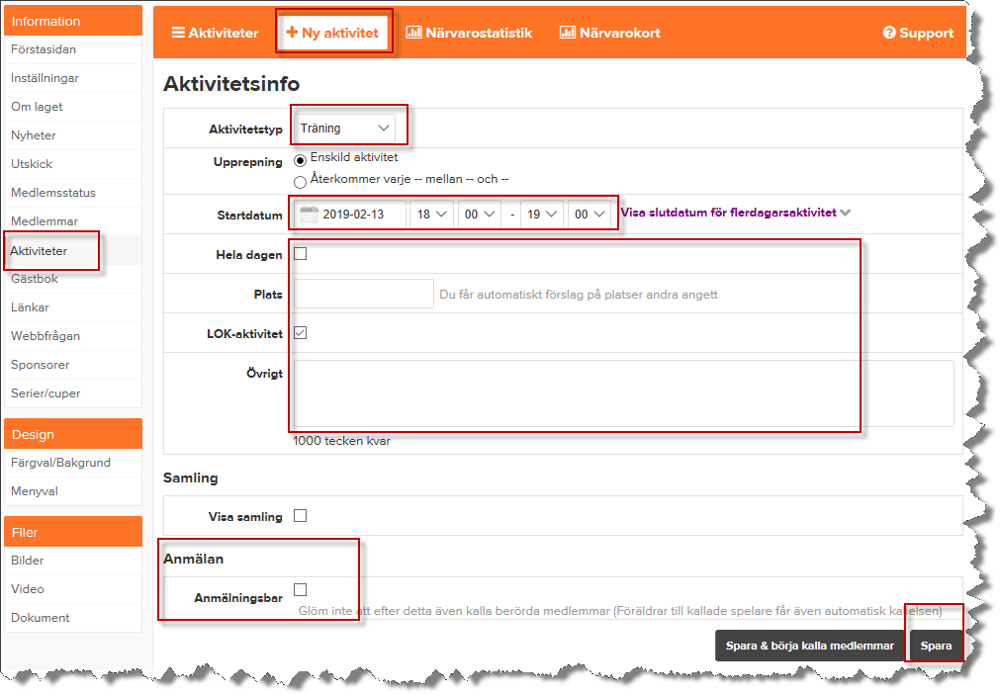 Information
Förstasidan
Inställningar
Om laget
Nyheter
Utskick
Medlemsstatus
Medlemmar
Aktiviteter
Gästbok
Länkar
Webbfrågan
Sponsorer
Serier/cuper
Design
Färgval/Bakgrund
Menyval
Filer
Bilder
Video
Dokument
Aktiviteter + Ny aktivitet Närvarostatistik Närvarokort Support
Aktivitetsinfo
Aktivitetstyp Träning
Upprepning Enskild aktivitet
Återkommer varje -- mellan -- och --
Startdatum 2019-02-13 18 00 - 19 00 Visa slutdatum för flerdagarsaktivitet
Hela dagen
Plats Du får automatiskt förslag på platser andra angett
LOK-aktivitet
Övrigt
1000 tecken kvar
Samling
Visa samling
Anmälan
Anmälningsbar
Glöm inte att efter detta även kalla berörda medlemmar (Föräldrar till kallade spelare får även automatisk kallelsen)
Spara & börja kalla medlemmar Spara